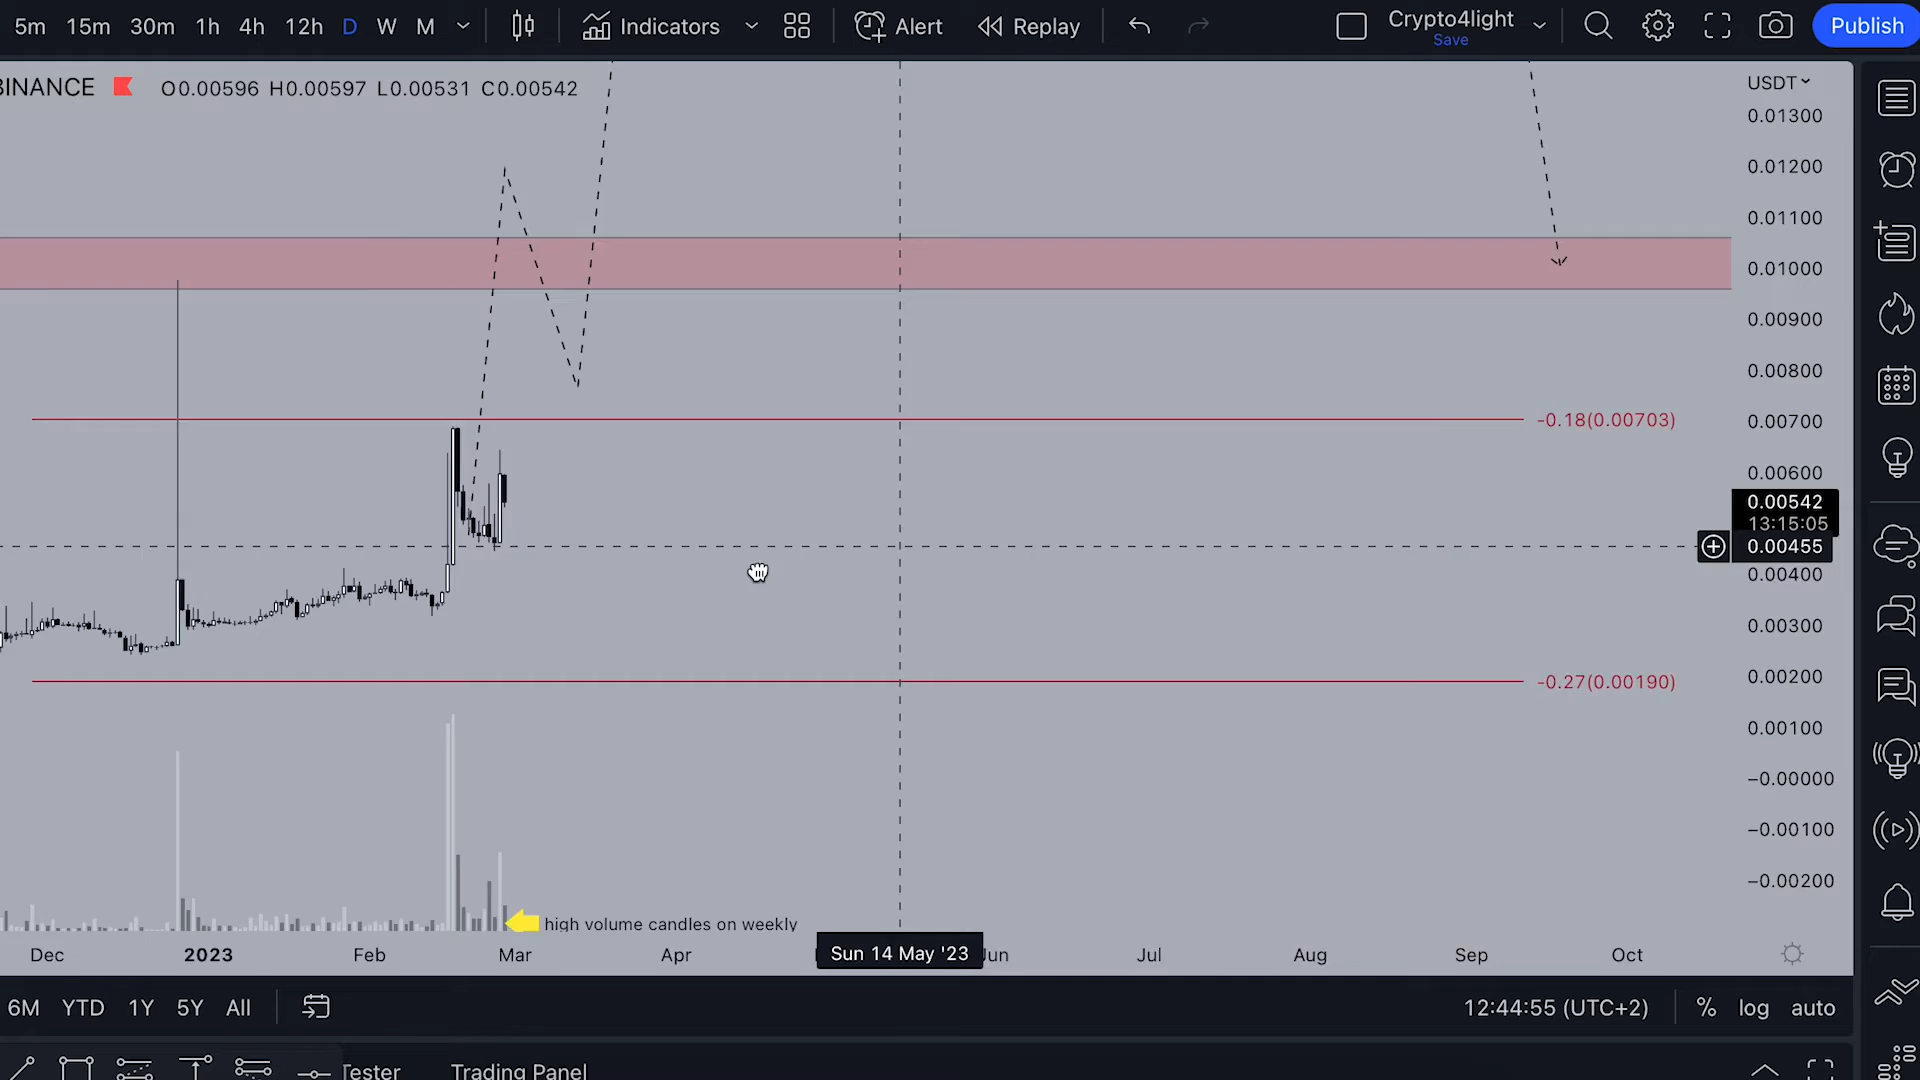 5m 15m 30m 1h 4h 12h D W M Indicators Alert Replay Crypto4light Publish
Save
BINANCE O0.00596 H0.00597 L0.00531 C0.00542
USDT
0.01300
0.01200
0.01100
0.01000
0.00900
0.00800
-0.18(0.00703) 0.00700
0.00600
0.00542
13:15:05
0.00455
0.00400
0.00300
-0.27(0.00190) 0.00200
0.00100
−0.00000
−0.00100
−0.00200
high volume candles on weekly
Dec 2023 Feb Mar Apr Sun 14 May '23 Jun Jul Aug Sep Oct
6M YTD 1Y 5Y All 12:44:55 (UTC+2) % log auto
Tester Trading Panel